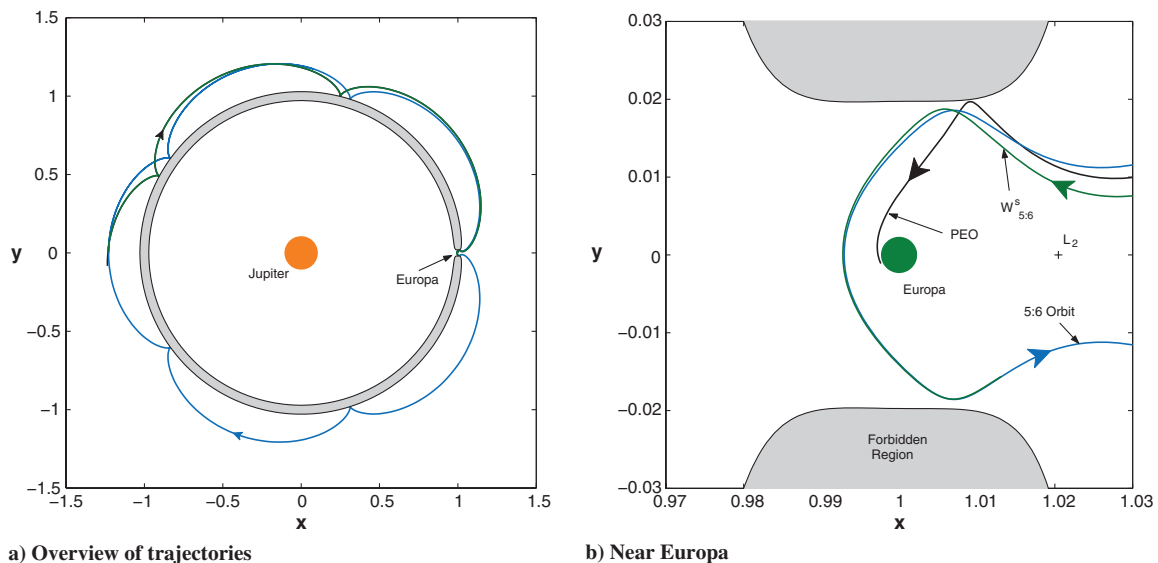 1.5
1
0.5
0
−0.5
−1
−1.5
y
−1.5
−1
−0.5
0
0.5
1
1.5
x
Jupiter
Europa
a) Overview of trajectories
0.03
0.02
0.01
0
−0.01
−0.02
−0.03
y
0.97
0.98
0.99
1
1.01
1.02
1.03
x
W^s_5:6
PEO
L_2
Europa
5:6 Orbit
Forbidden
Region
b) Near Europa